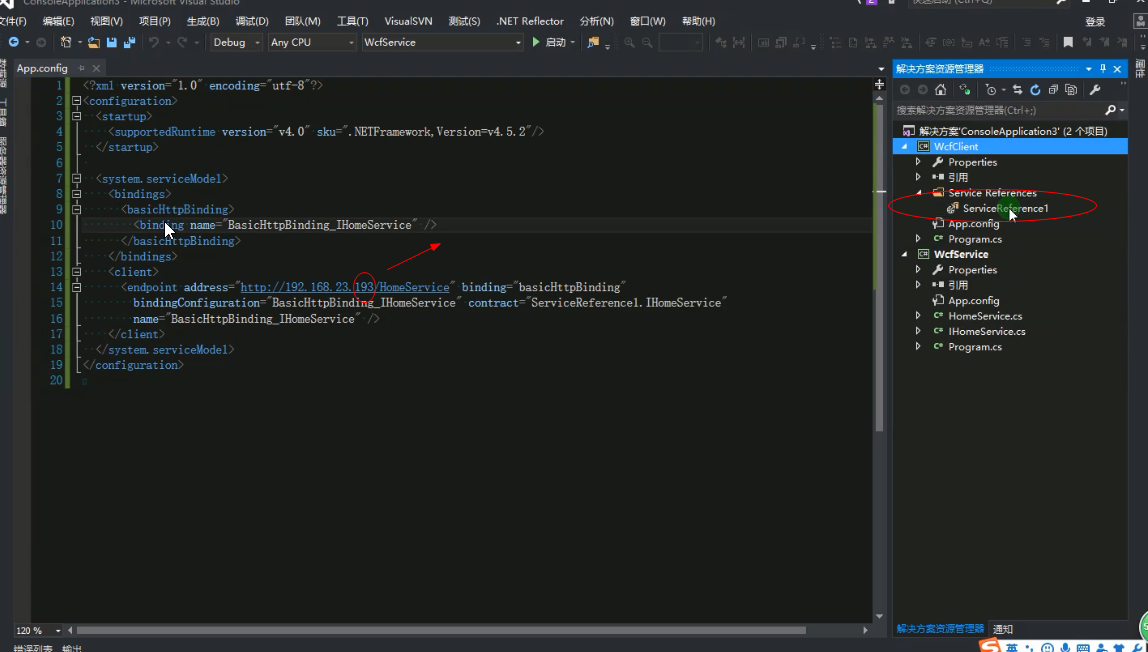 ConsoleApplication3 - Microsoft Visual Studio
快速启动 (Ctrl+Q)
文件(F) 编辑(E) 视图(V) 项目(P) 生成(B) 调试(D) 团队(M) 工具(T) VisualSVN 测试(S) .NET Reflector 分析(N) 窗口(W) 帮助(H) 登录
Debug Any CPU WcfService 启动
App.config
1 <?xml version="1.0" encoding="utf-8"?>
2 <configuration>
3 <startup>
4 <supportedRuntime version="v4.0" sku=".NETFramework,Version=v4.5.2"/>
5 </startup>
6
7 <system.serviceModel>
8 <bindings>
9 <basicHttpBinding>
10 <binding name="BasicHttpBinding_IHomeService" />
11 </basicHttpBinding>
12 </bindings>
13 <client>
14 <endpoint address="http://192.168.23.193/HomeService" binding="basicHttpBinding"
15 bindingConfiguration="BasicHttpBinding_IHomeService" contract="ServiceReference1.IHomeService"
16 name="BasicHttpBinding_IHomeService" />
17 </client>
18 </system.serviceModel>
19 </configuration>
20
120 %
错误列表 输出
解决方案资源管理器
搜索解决方案资源管理器(Ctrl+;)
解决方案'ConsoleApplication3' (2 个项目)
WcfClient
Properties
引用
Service References
ServiceReference1
App.config
Program.cs
WcfService
Properties
引用
App.config
HomeService.cs
IHomeService.cs
Program.cs
解决方案资源管理器 通知
属性
英